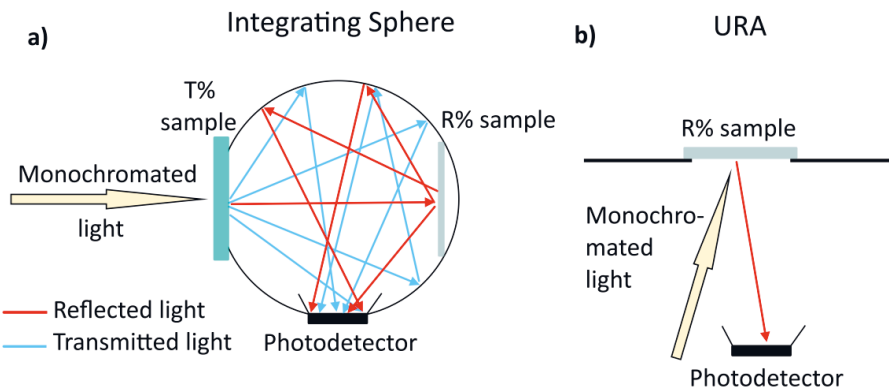 a)
Integrating Sphere
T%
sample
R% sample
Monochromated
light
Reflected light
Transmitted light
Photodetector
b)
URA
R% sample
Monochro-
mated
light
Photodetector